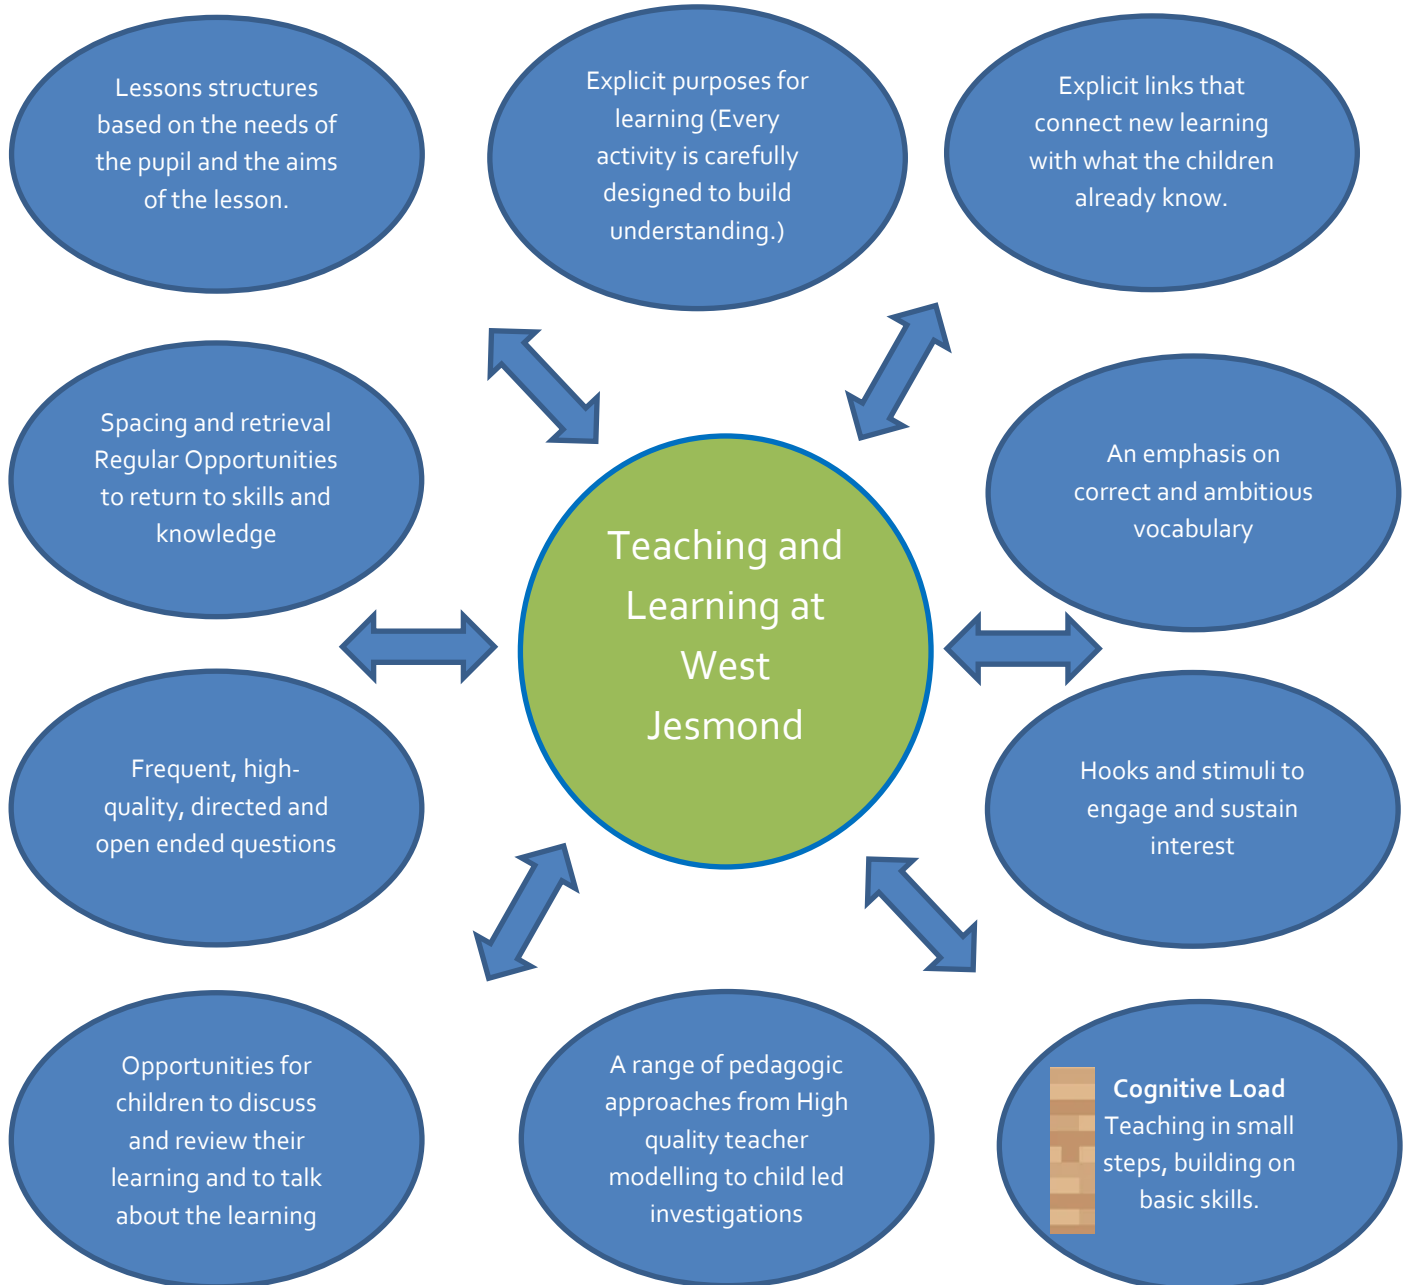 Lessons structures
based on the needs of
the pupil and the aims
of the lesson.
Explicit purposes for
learning (Every
activity is carefully
designed to build
understanding.)
Explicit links that
connect new learning
with what the children
already know.
Spacing and retrieval
Regular Opportunities
to return to skills and
knowledge
An emphasis on
correct and ambitious
vocabulary
Teaching and
Learning at
West
Jesmond
Frequent, high-
quality, directed and
open ended questions
Hooks and stimuli to
engage and sustain
interest
Opportunities for
children to discuss
and review their
learning and to talk
about the learning
A range of pedagogic
approaches from High
quality teacher
modelling to child led
investigations
Cognitive Load
Teaching in small
steps, building on
basic skills.